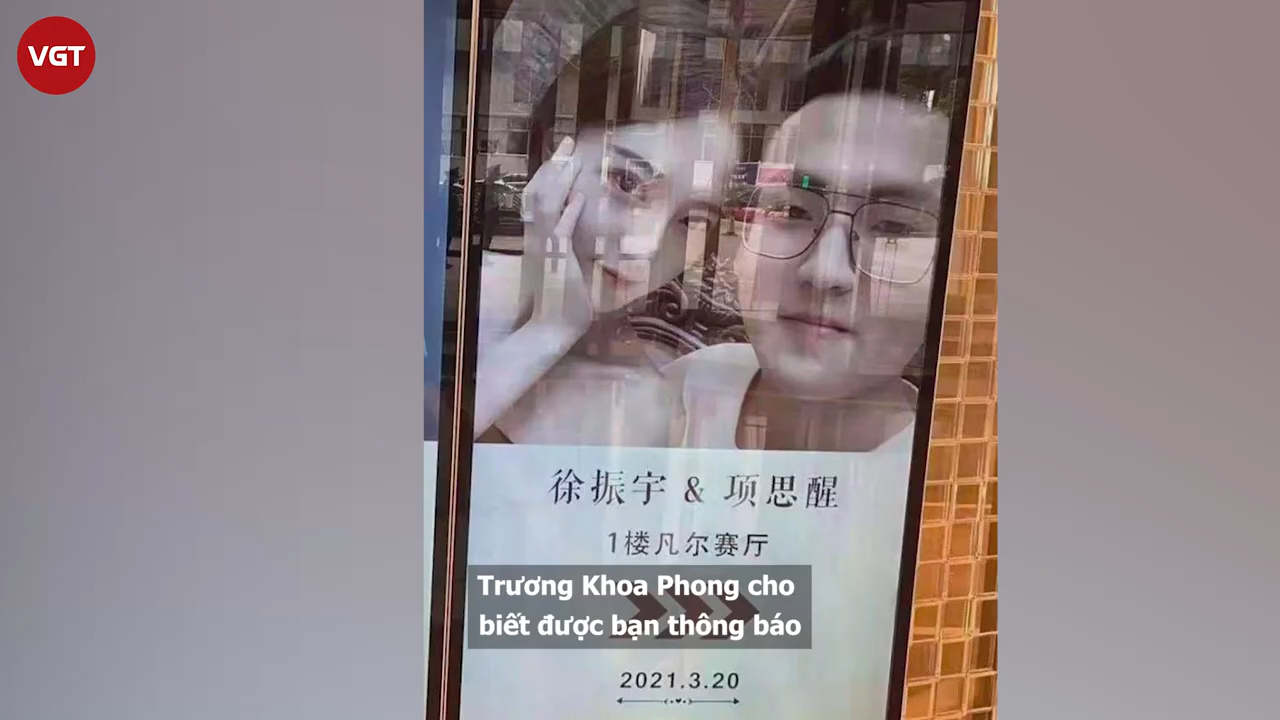 VGT
徐振宇 & 项思醒
1楼凡尔赛厅
Trương Khoa Phong cho
biết được bạn thông báo
2021.3.20